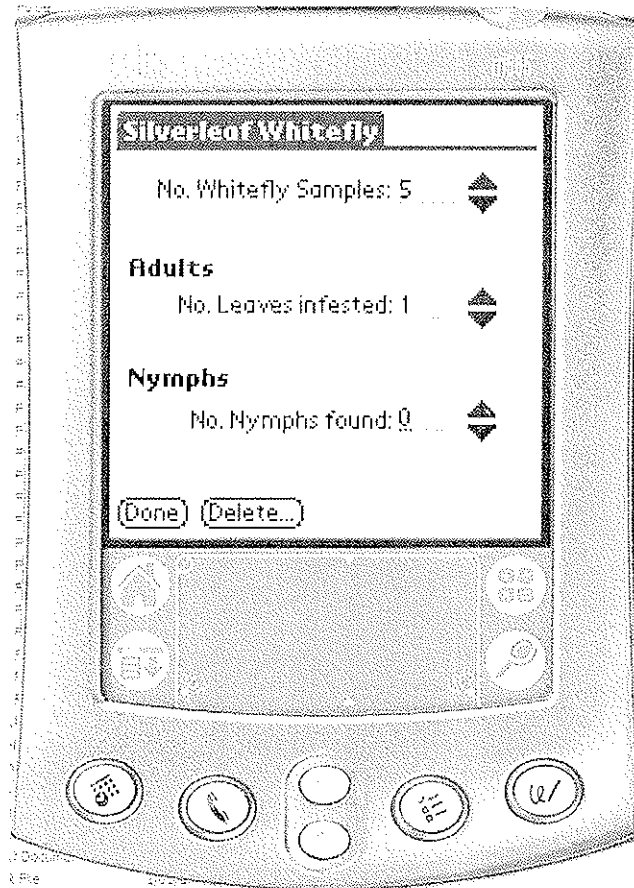 Silverleaf Whitefly
No. Whitefly Samples: 5
Adults
No. Leaves infested: 1
Nymphs
No. Nymphs found: 0
Done Delete...